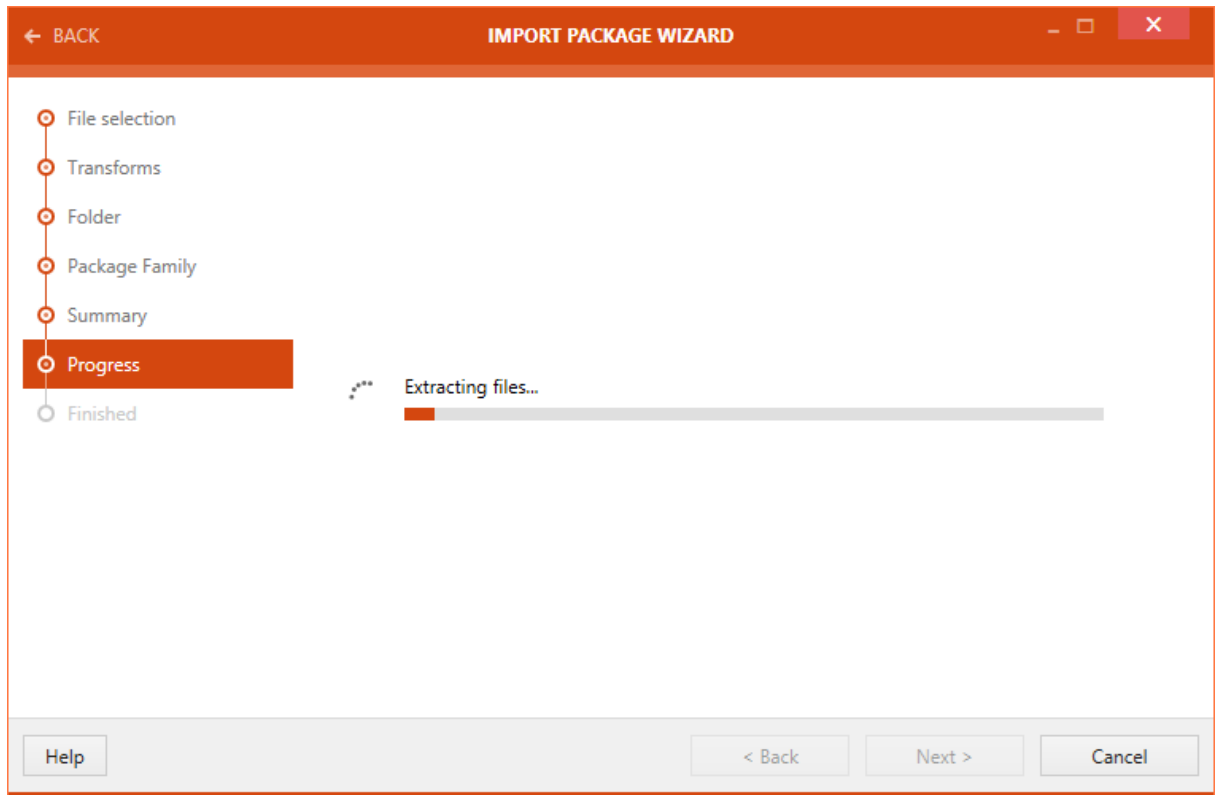 ← BACK
IMPORT PACKAGE WIZARD
File selection
Transforms
Folder
Package Family
Summary
Progress
Extracting files...
Finished
Help
< Back
Next >
Cancel